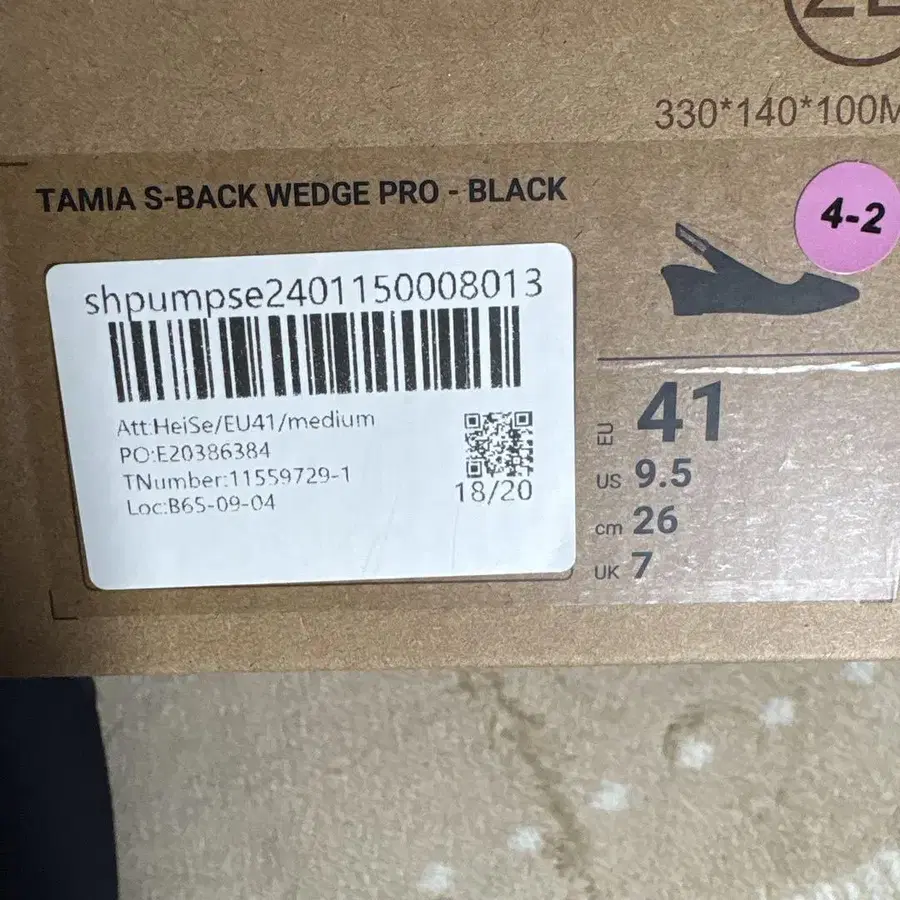 330*140*100M
TAMIA S-BACK WEDGE PRO - BLACK
4-2
shpumpse2401150008013
Att:HeiSe/EU41/medium
PO:E20386384
TNumber:11559729-1
Loc:B65-09-04
18/20
EU 41
US 9.5
cm 26
UK 7